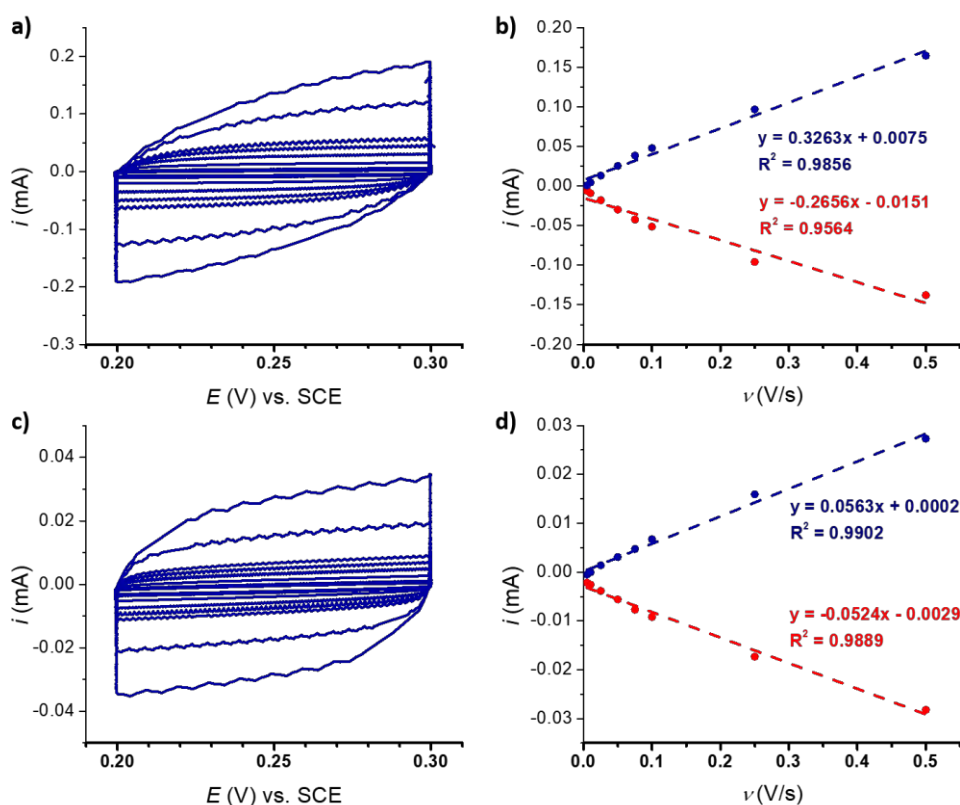 a)
0.2
0.1
0.0
-0.1
-0.2
-0.3
i (mA)
0.20
0.25
0.30
E (V) vs. SCE
b)
0.20
0.15
0.10
0.05
0.00
-0.05
-0.10
-0.15
-0.20
i (mA)
y = 0.3263x + 0.0075
R² = 0.9856
y = -0.2656x - 0.0151
R² = 0.9564
0.0
0.1
0.2
0.3
0.4
0.5
ν (V/s)
c)
0.04
0.02
0.00
-0.02
-0.04
i (mA)
0.20
0.25
0.30
E (V) vs. SCE
d)
0.03
0.02
0.01
0.00
-0.01
-0.02
-0.03
i (mA)
y = 0.0563x + 0.0002
R² = 0.9902
y = -0.0524x - 0.0029
R² = 0.9889
0.0
0.1
0.2
0.3
0.4
0.5
ν (V/s)